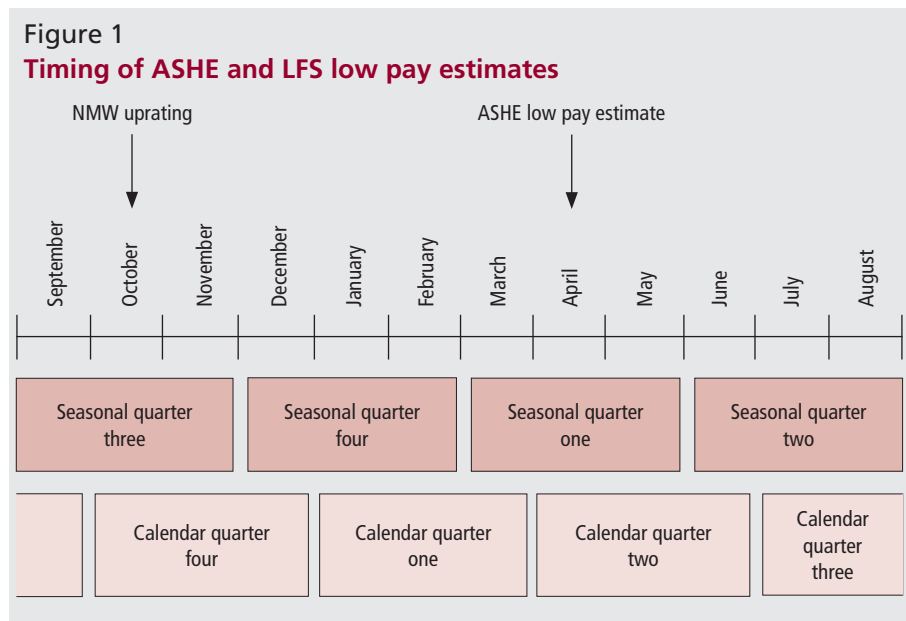 Figure 1
Timing of ASHE and LFS low pay estimates
NMW uprating
ASHE low pay estimate
September
October
November
December
January
February
March
April
May
June
July
August
Seasonal quarter
three
Seasonal quarter
four
Seasonal quarter
one
Seasonal quarter
two
Calendar quarter
four
Calendar quarter
one
Calendar quarter
two
Calendar
quarter
three